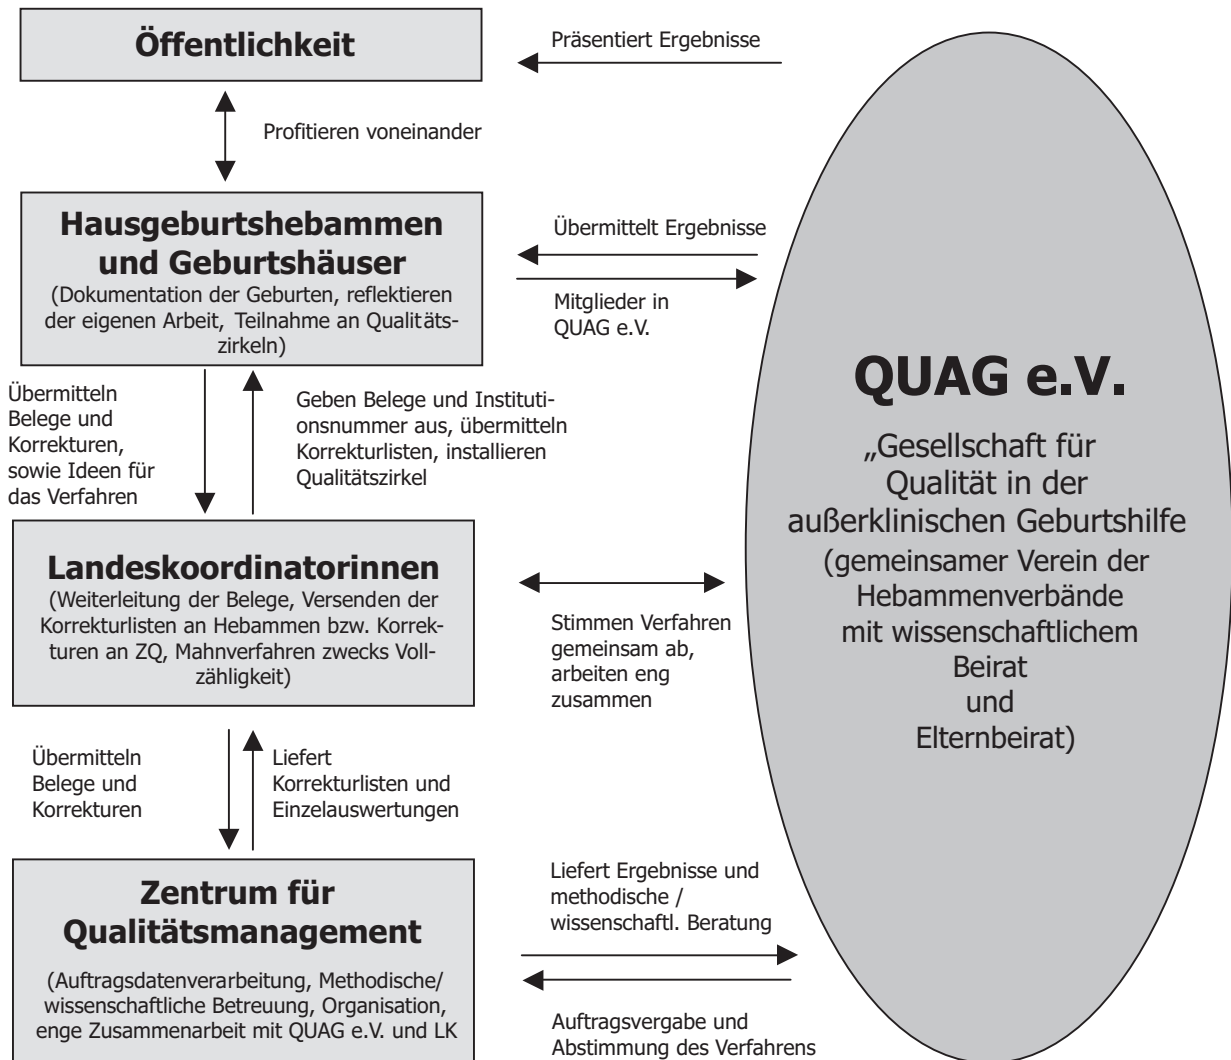 Öffentlichkeit
Präsentiert Ergebnisse
Profitieren voneinander
Hausgeburtshebammen
und Geburtshäuser
(Dokumentation der Geburten, reflektieren
der eigenen Arbeit, Teilnahme an Qualitäts-
zirkeln)
Übermittelt Ergebnisse
Mitglieder in
QUAG e.V.
Übermitteln
Belege und
Korrekturen,
sowie Ideen für
das Verfahren
Geben Belege und Instituti-
onsnummer aus, übermitteln
Korrekturlisten, installieren
Qualitätszirkel
Landeskoordinatorinnen
(Weiterleitung der Belege, Versenden der
Korrekturlisten an Hebammen bzw. Korrek-
turen an ZQ, Mahnverfahren zwecks Voll-
zähligkeit)
Stimmen Verfahren
gemeinsam ab,
arbeiten eng
zusammen
Übermitteln
Belege und
Korrekturen
Liefert
Korrekturlisten und
Einzelauswertungen
Zentrum für
Qualitätsmanagement
(Auftragsdatenverarbeitung, Methodische/
wissenschaftliche Betreuung, Organisation,
enge Zusammenarbeit mit QUAG e.V. und LK
Liefert Ergebnisse und
methodische /
wissenschaftl. Beratung
Auftragsvergabe und
Abstimmung des Verfahrens
QUAG e.V.
„Gesellschaft für
Qualität in der
außerklinischen Geburtshilfe
(gemeinsamer Verein der
Hebammenverbände
mit wissenschaftlichem
Beirat
und
Elternbeirat)